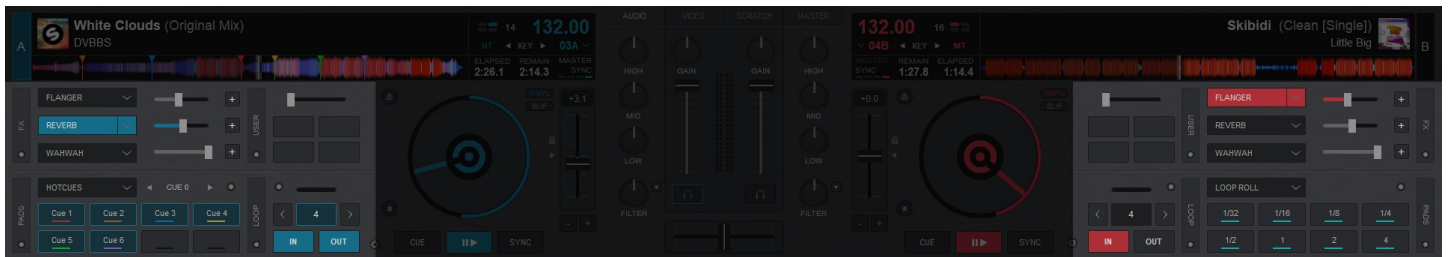 A
White Clouds (Original Mix)
DVBBS
14 132.00
MT ◄ KEY ► 03A
ELAPSED REMAIN MASTER
2:26.1 2:14.3 SYNC
AUDIO VIDEO SCRATCH MASTER
132.00 16
04B ◄ KEY ► MT
MASTER REMAIN ELAPSED
SYNC 1:27.8 1:14.4
Skibidi (Clean [Single])
Little Big
B
FX
FLANGER +
REVERB +
WAHWAH +
USER
VINYL
SLIP
+3.1
HIGH GAIN GAIN HIGH
MID MID
LOW LOW
FILTER FILTER
+0.0
VINYL
SLIP
USER
FLANGER +
REVERB +
WAHWAH +
FX
PADS
HOTCUES ◄ CUE 0 ►
Cue 1 Cue 2 Cue 3 Cue 4
Cue 5 Cue 6
LOOP
< 4 >
IN OUT
CUE SYNC
- +
- +
CUE SYNC
< 4 >
IN OUT
LOOP
LOOP ROLL
1/32 1/16 1/8 1/4
1/2 1 2 4
PADS